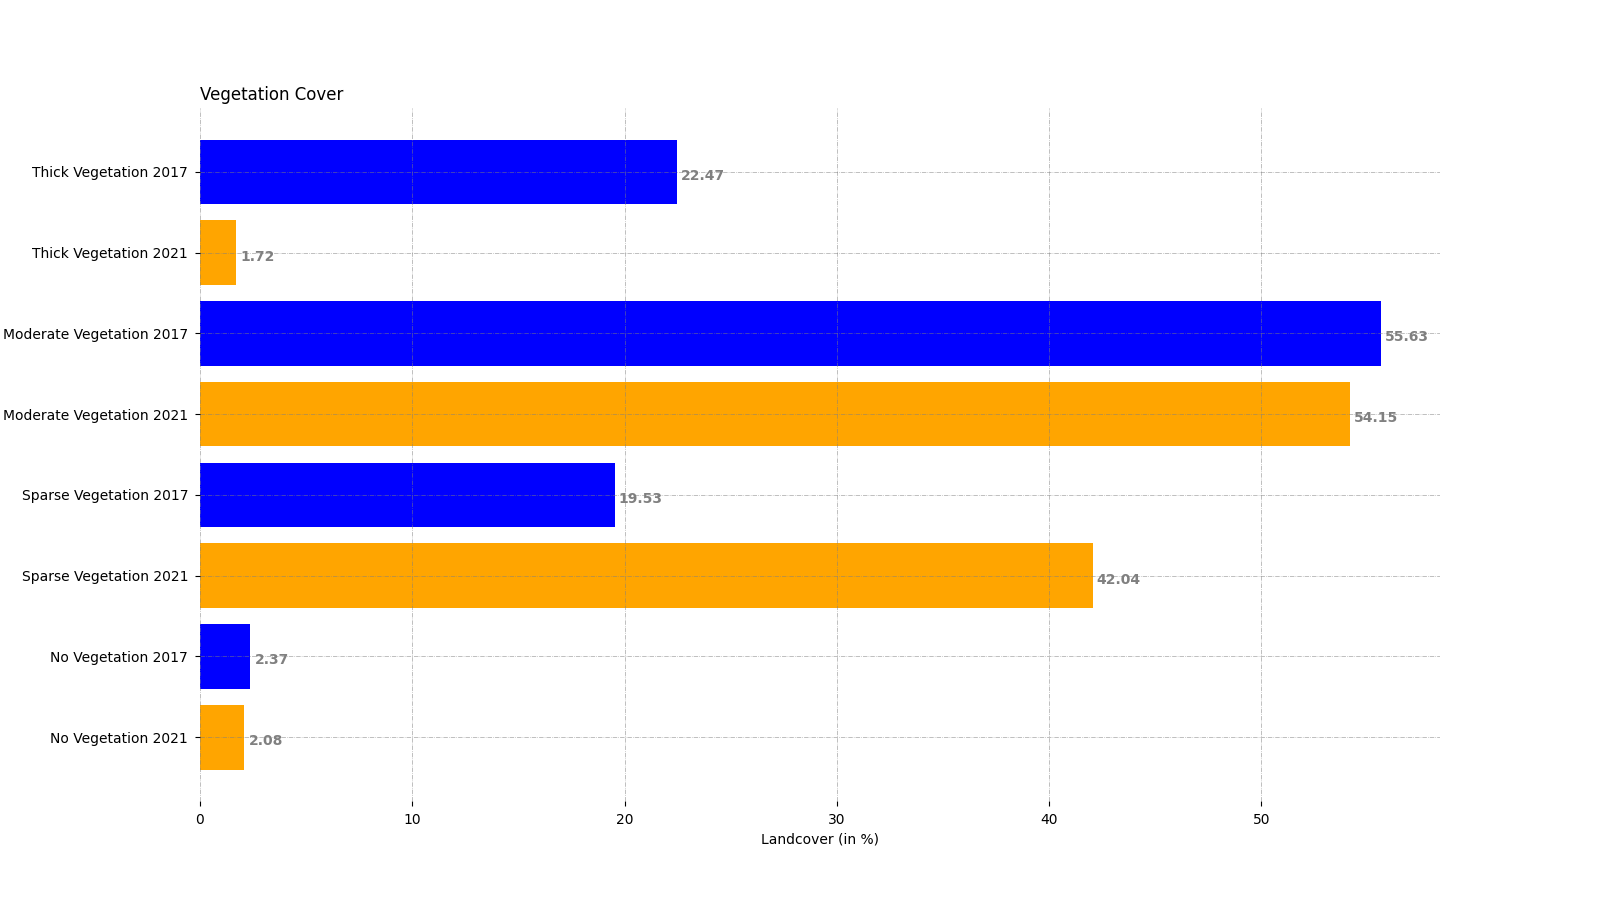 Vegetation Cover
Thick Vegetation 2017
22.47
Thick Vegetation 2021
1.72
Moderate Vegetation 2017
55.63
Moderate Vegetation 2021
54.15
Sparse Vegetation 2017
19.53
Sparse Vegetation 2021
42.04
No Vegetation 2017
2.37
No Vegetation 2021
2.08
0 10 20 30 40 50
Landcover (in %)